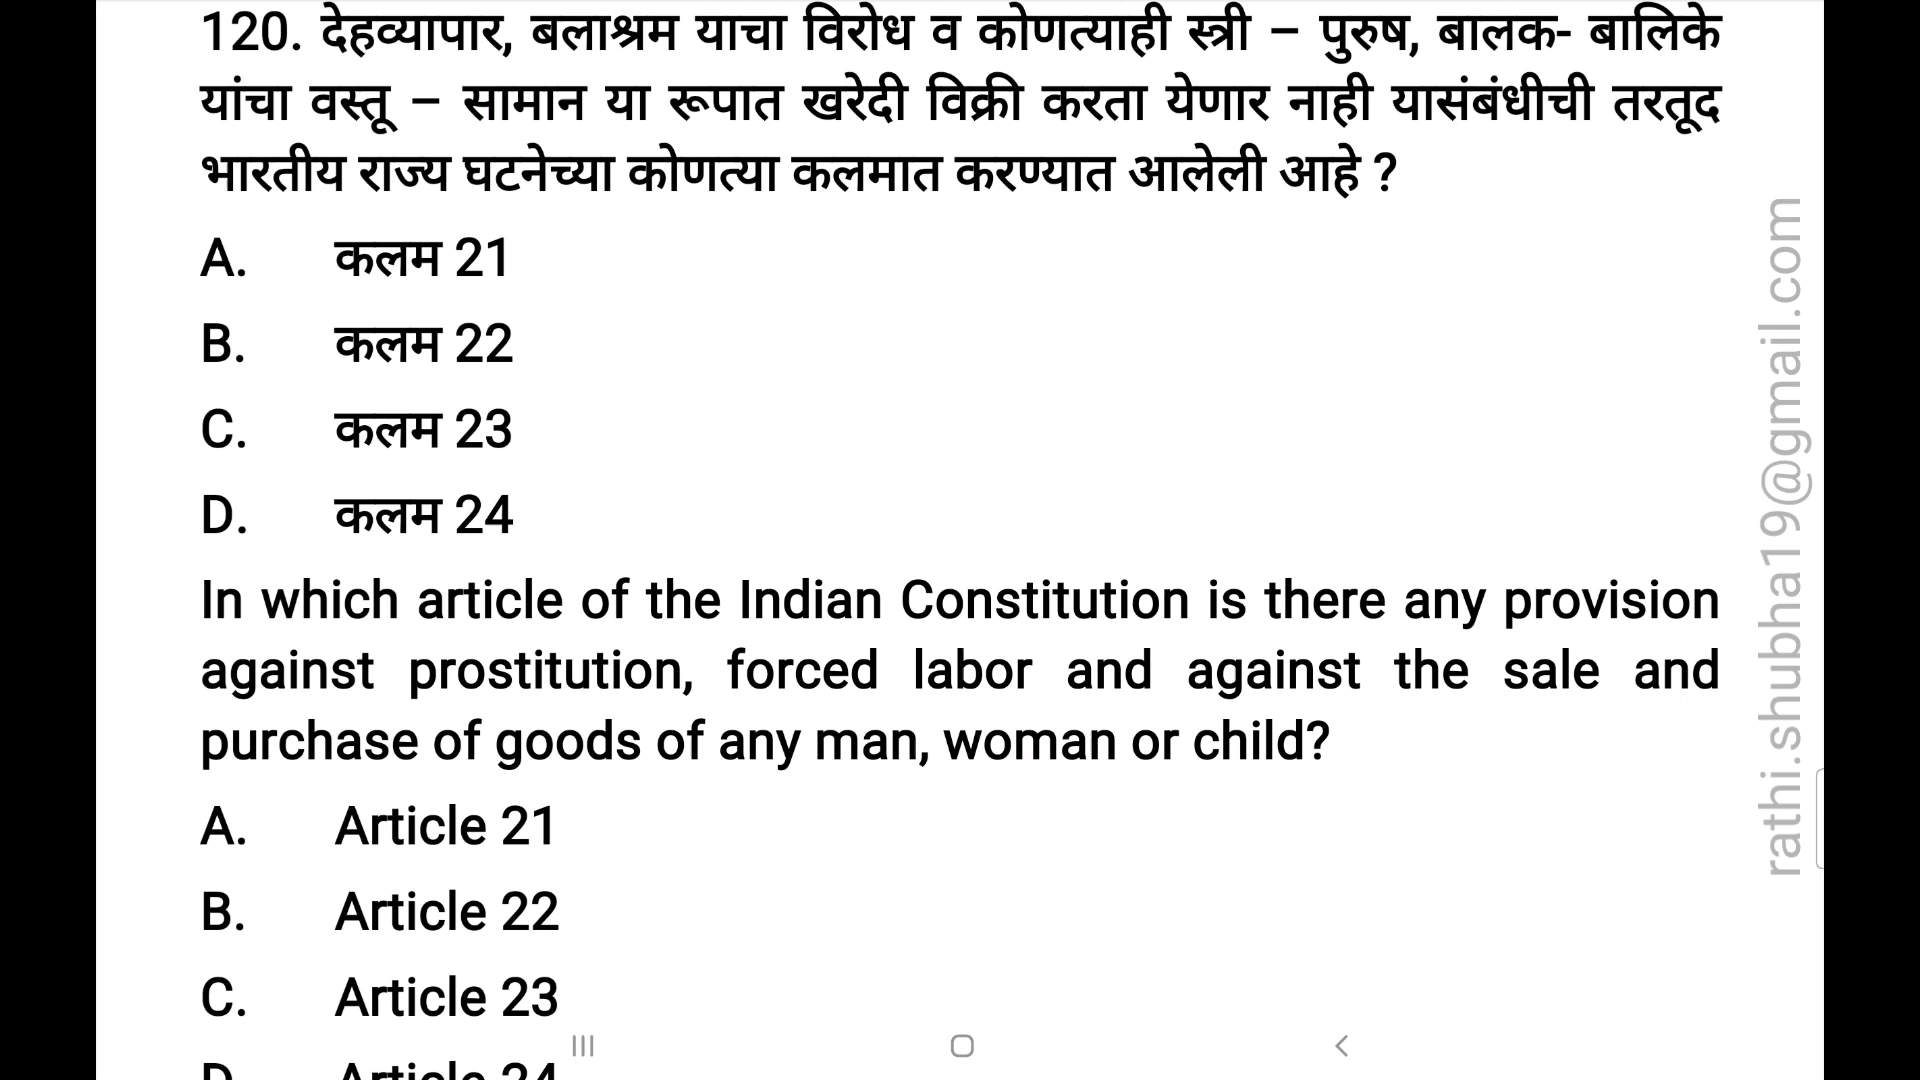 120. देहव्यापार, बलाश्रम याचा विरोध व कोणत्याही स्त्री – पुरुष, बालक- बालिके
यांचा वस्तू – सामान या रूपात खरेदी विक्री करता येणार नाही यासंबंधीची तरतूद
भारतीय राज्य घटनेच्या कोणत्या कलमात करण्यात आलेली आहे ?
A. कलम 21
B. कलम 22
C. कलम 23
D. कलम 24
In which article of the Indian Constitution is there any provision
against prostitution, forced labor and against the sale and
purchase of goods of any man, woman or child?
A. Article 21
B. Article 22
C. Article 23
D. Article 24
rathi.shubha19@gmail.com